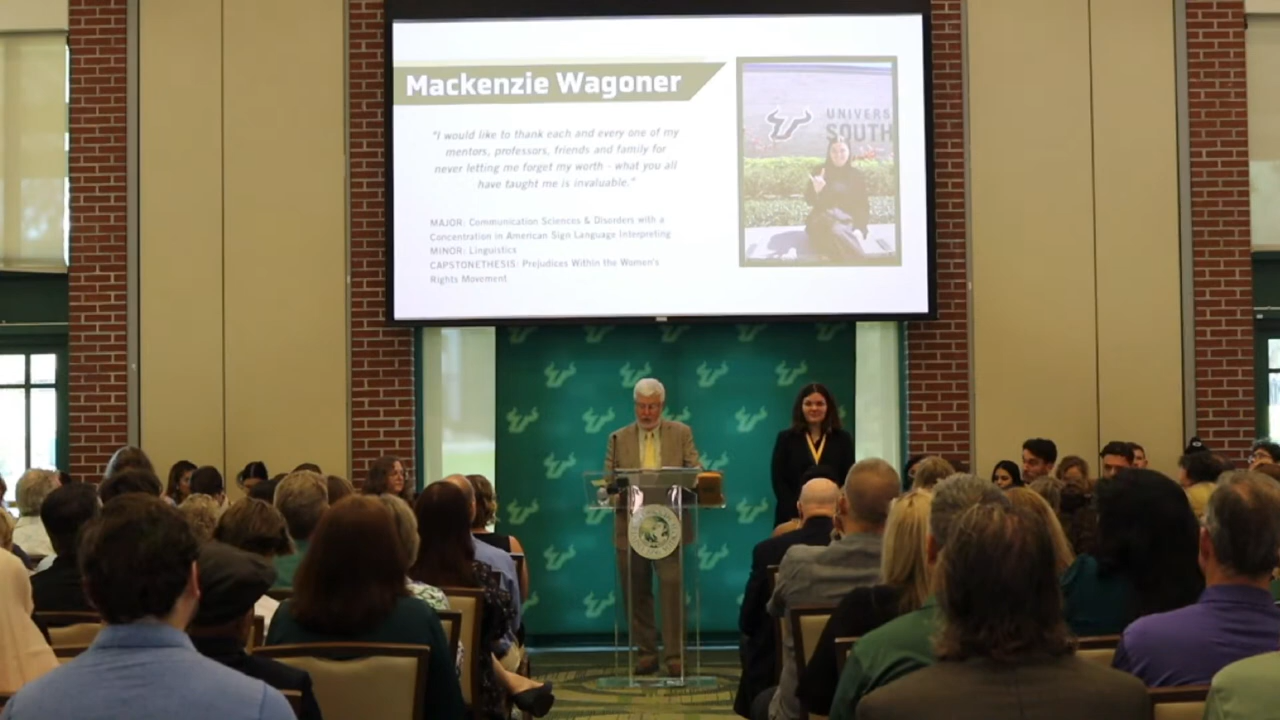 Mackenzie Wagoner
"I would like to thank each and every one of my
mentors, professors, friends and family for
never letting me forget my worth - what you all
have taught me is invaluable."
MAJOR: Communication Sciences & Disorders with a
Concentration in American Sign Language Interpreting
MINOR: Linguistics
CAPSTONETHESIS: Prejudices Within the Women's
Rights Movement
UNIVERS
SOUTH